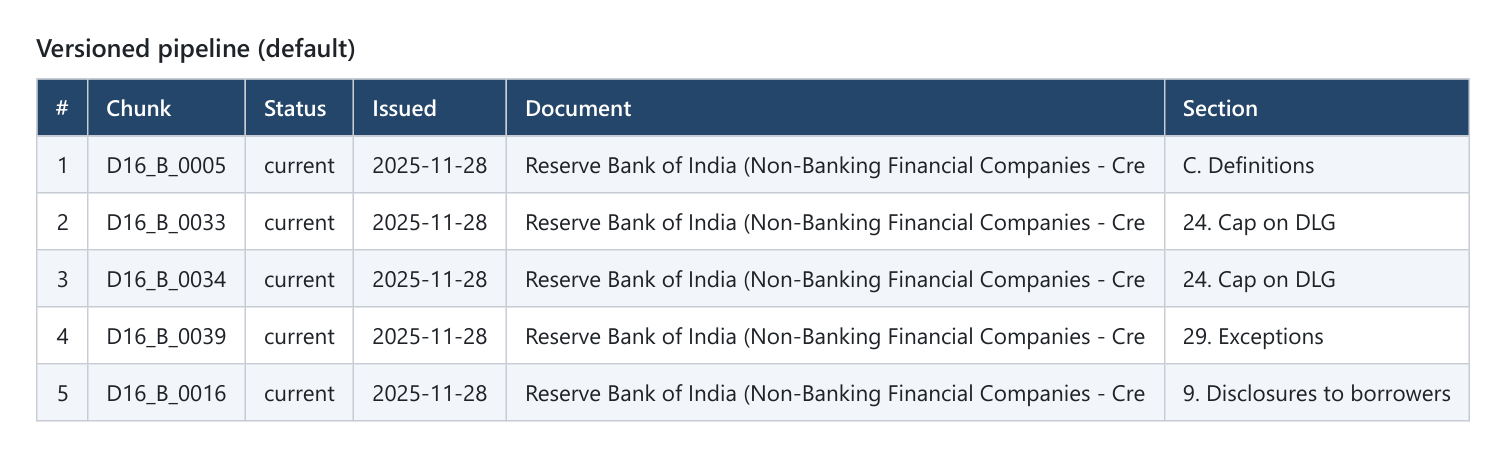 Versioned pipeline (default)
# Chunk Status Issued Document Section
1 D16_B_0005 current 2025-11-28 Reserve Bank of India (Non-Banking Financial Companies - Cre C. Definitions
2 D16_B_0033 current 2025-11-28 Reserve Bank of India (Non-Banking Financial Companies - Cre 24. Cap on DLG
3 D16_B_0034 current 2025-11-28 Reserve Bank of India (Non-Banking Financial Companies - Cre 24. Cap on DLG
4 D16_B_0039 current 2025-11-28 Reserve Bank of India (Non-Banking Financial Companies - Cre 29. Exceptions
5 D16_B_0016 current 2025-11-28 Reserve Bank of India (Non-Banking Financial Companies - Cre 9. Disclosures to borrowers